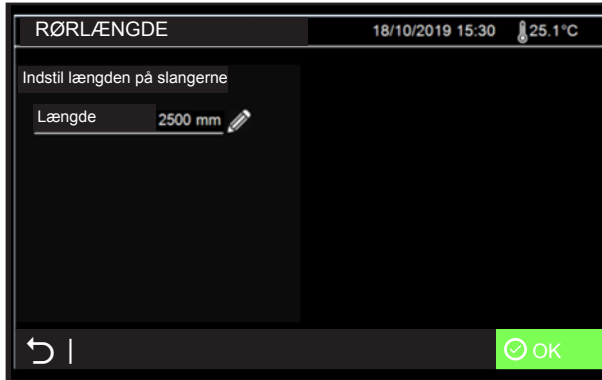 RØRLÆNGDE 18/10/2019 15:30 25.1°C
Indstil længden på slangerne
Længde 2500 mm
OK